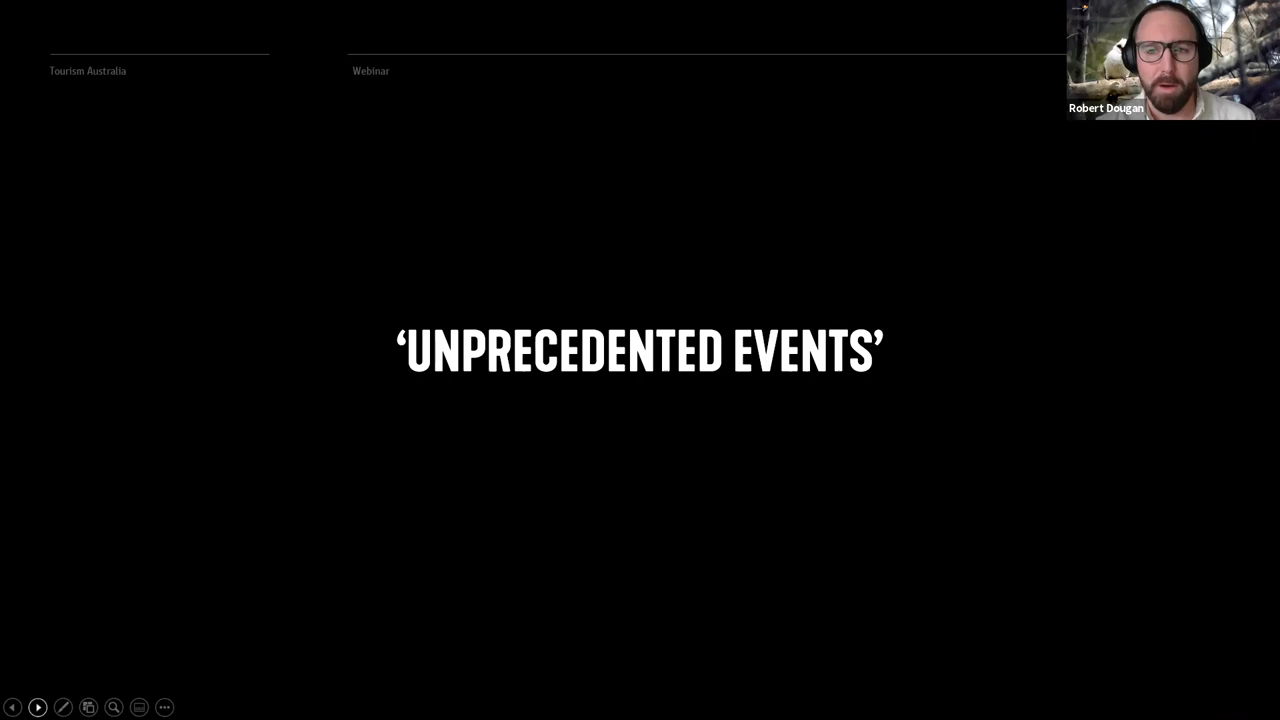 Tourism Australia
Webinar
Robert Dougan
‘UNPRECEDENTED EVENTS’